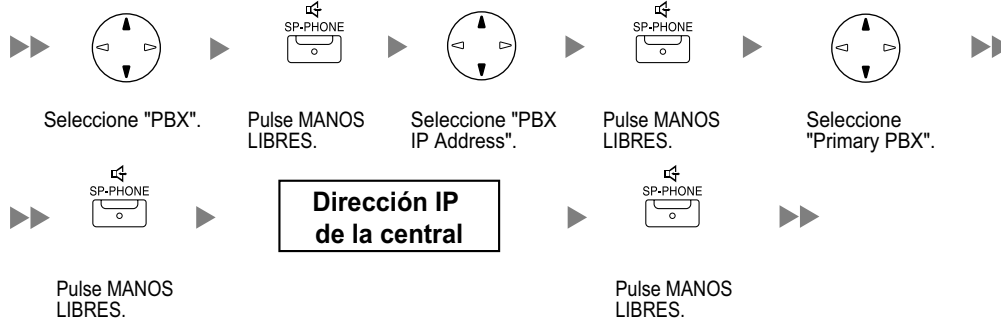 SP-PHONE
SP-PHONE
Seleccione "PBX".
Pulse MANOS
LIBRES.
Seleccione "PBX
IP Address".
Pulse MANOS
LIBRES.
Seleccione
"Primary PBX".
SP-PHONE
Dirección IP
de la central
SP-PHONE
Pulse MANOS
LIBRES.
Pulse MANOS
LIBRES.